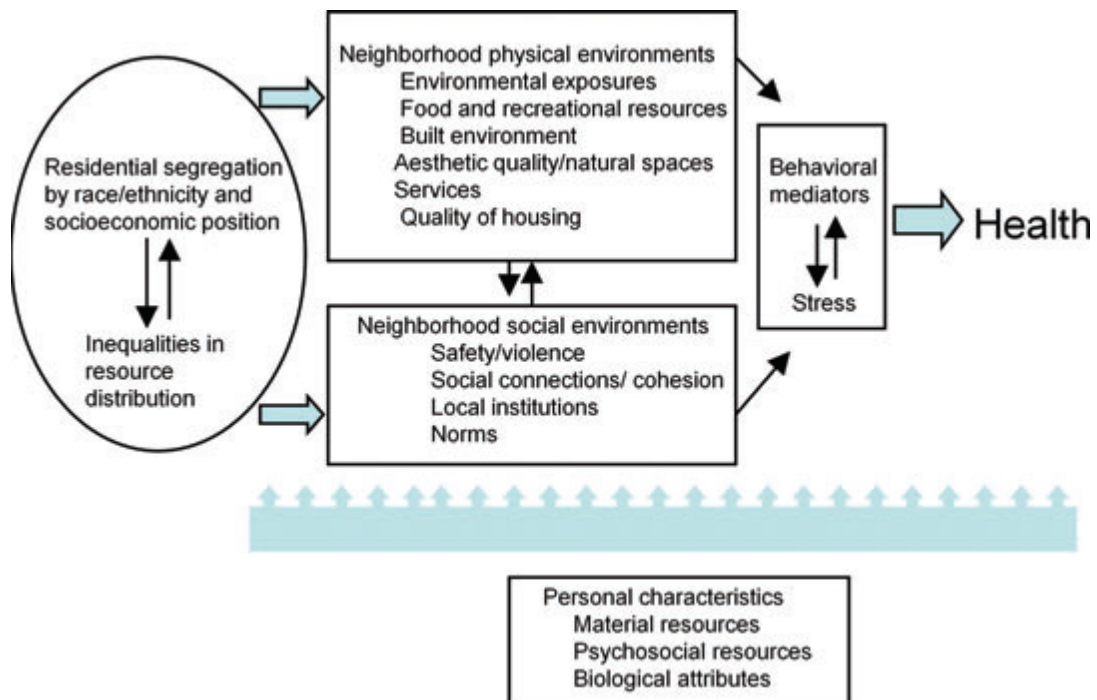 Residential segregation
by race/ethnicity and
socioeconomic position
Inequalities in
resource
distribution
Neighborhood physical environments
Environmental exposures
Food and recreational resources
Built environment
Aesthetic quality/natural spaces
Services
Quality of housing
Neighborhood social environments
Safety/violence
Social connections/ cohesion
Local institutions
Norms
Behavioral
mediators
Stress
Health
Personal characteristics
Material resources
Psychosocial resources
Biological attributes